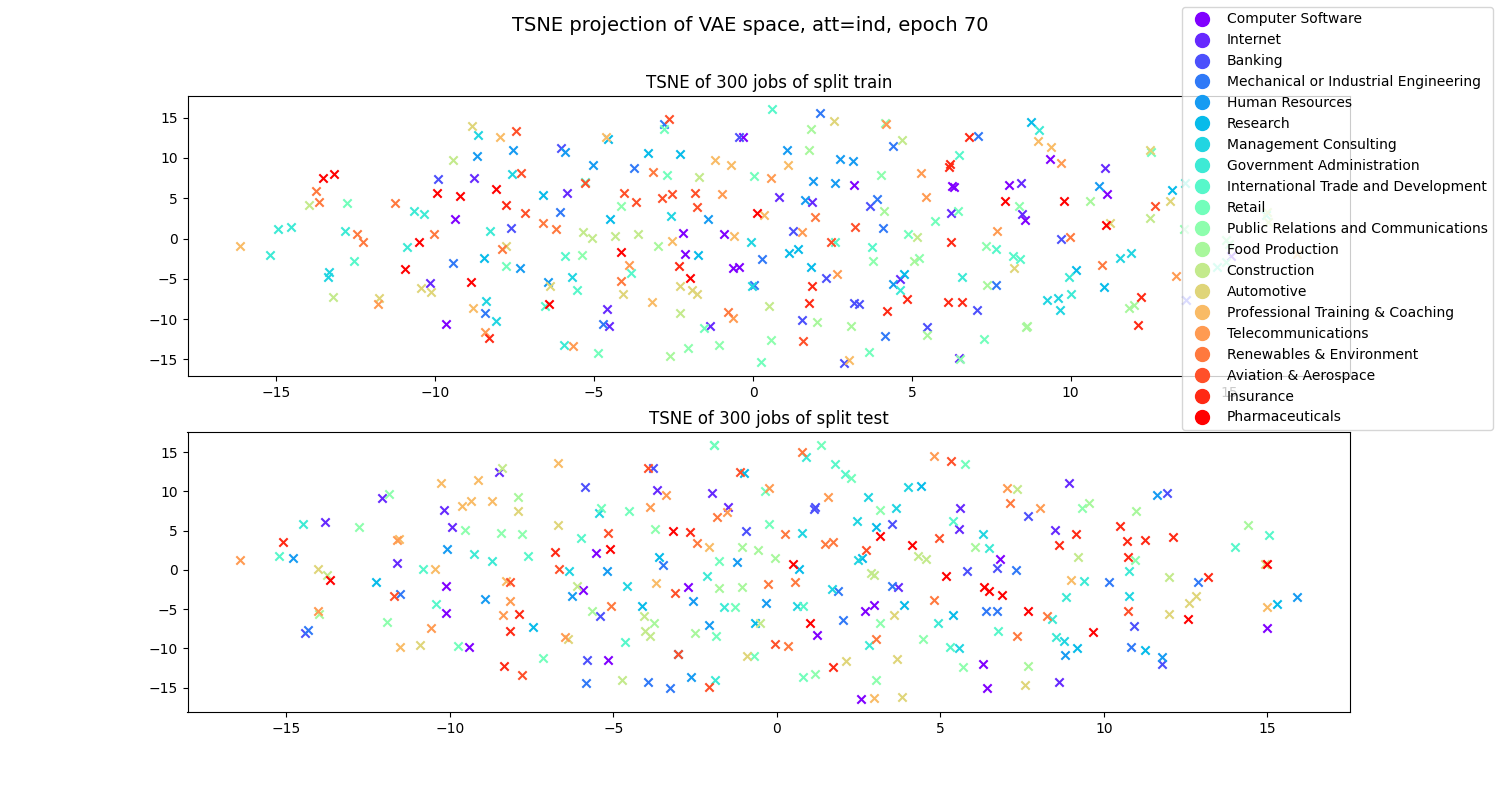 TSNE projection of VAE space, att=ind, epoch 70
TSNE of 300 jobs of split train
15
10
5
0
−5
−10
−15
−15
−10
−5
0
5
10
15
Computer Software
Internet
Banking
Mechanical or Industrial Engineering
Human Resources
Research
Management Consulting
Government Administration
International Trade and Development
Retail
Public Relations and Communications
Food Production
Construction
Automotive
Professional Training & Coaching
Telecommunications
Renewables & Environment
Aviation & Aerospace
Insurance
Pharmaceuticals
TSNE of 300 jobs of split test
15
10
5
0
−5
−10
−15
−15
−10
−5
0
5
10
15